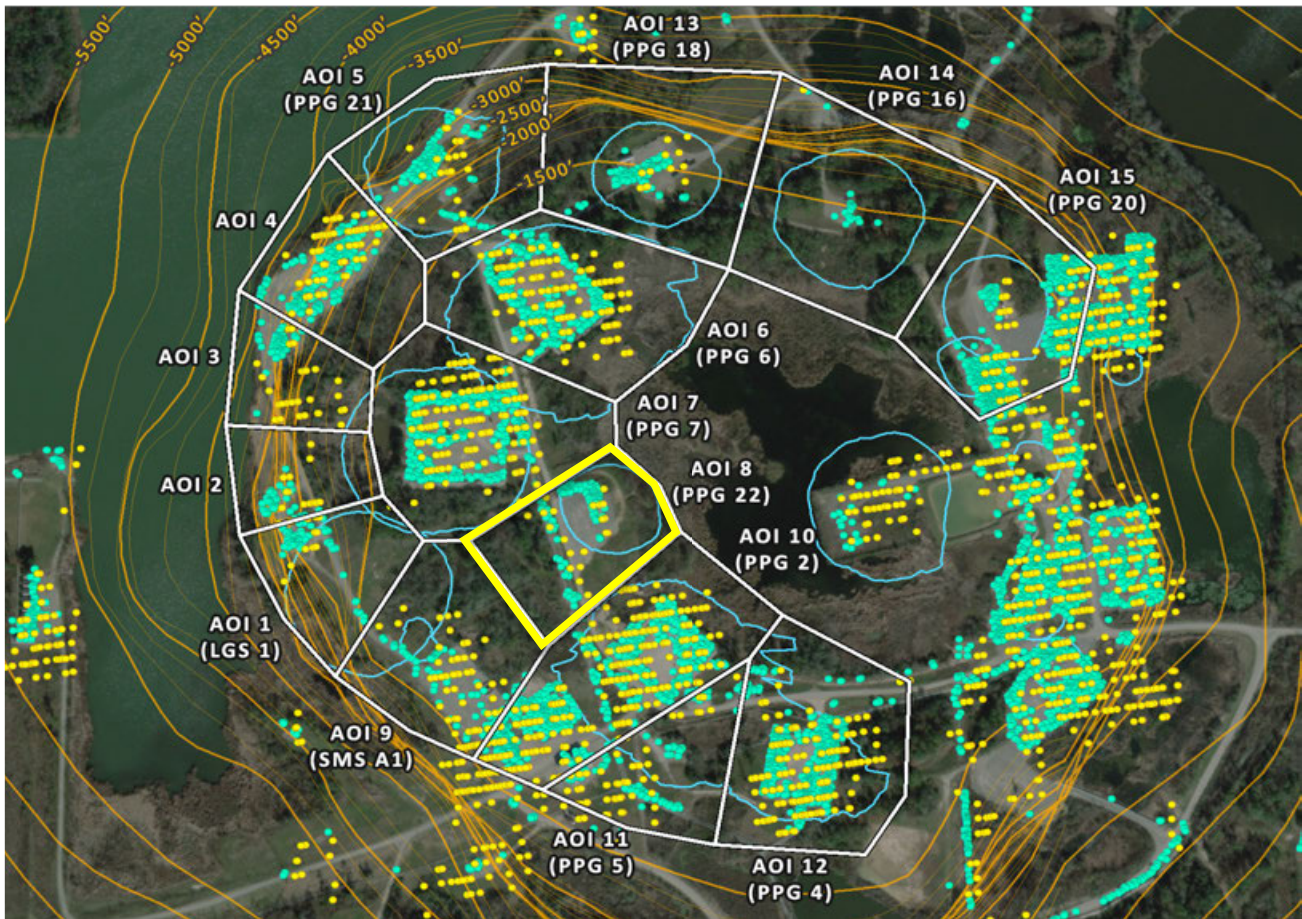 -5500'
-5000'
-4500'
-4000'
-3500'
-3000'
-2500'
-2000'
-1500'
AOI 13
(PPG 18)
AOI 5
(PPG 21)
AOI 14
(PPG 16)
AOI 15
(PPG 20)
AOI 4
AOI 6
(PPG 6)
AOI 3
AOI 7
(PPG 7)
AOI 2
AOI 8
(PPG 22)
AOI 10
(PPG 2)
AOI 1
(LGS 1)
AOI 9
(SMS A1)
AOI 11
(PPG 5)
AOI 12
(PPG 4)